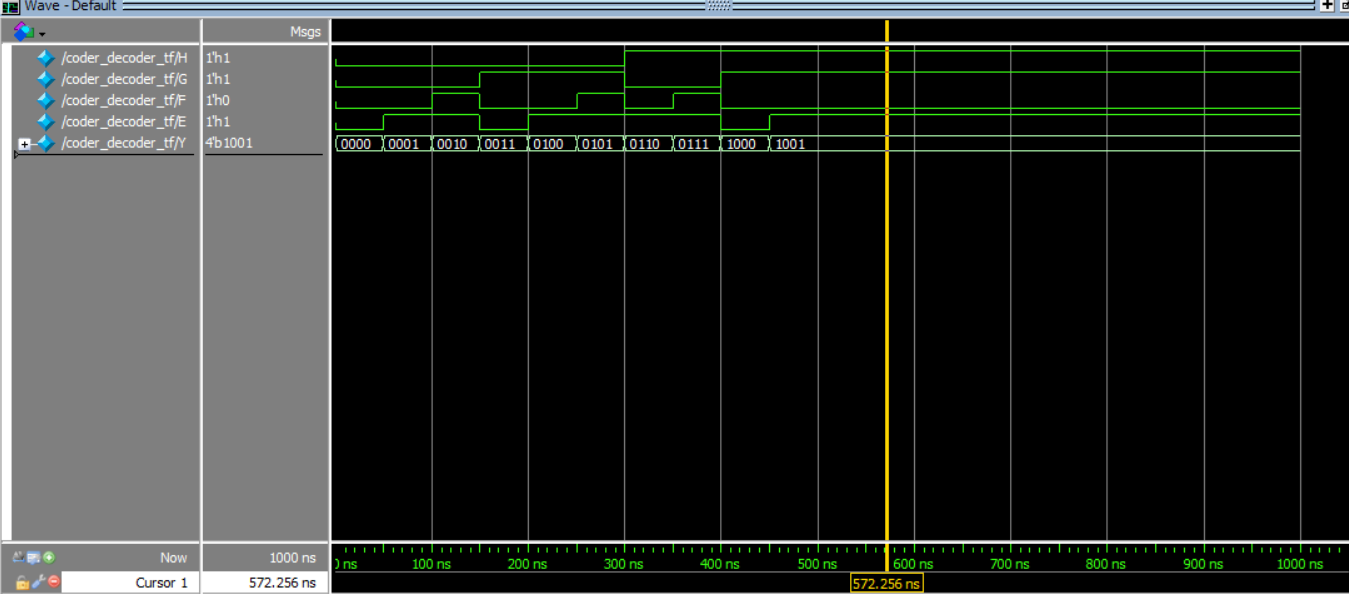 Wave - Default
Msgs
/coder_decoder_tf/H 1'h1
/coder_decoder_tf/G 1'h1
/coder_decoder_tf/F 1'h0
/coder_decoder_tf/E 1'h1
/coder_decoder_tf/Y 4'b1001 0000 0001 0010 0011 0100 0101 0110 0111 1000 1001
Now 1000 ns ns 100 ns 200 ns 300 ns 400 ns 500 ns 600 ns 700 ns 800 ns 900 ns 1000 ns
Cursor 1 572.256 ns 572.256 ns